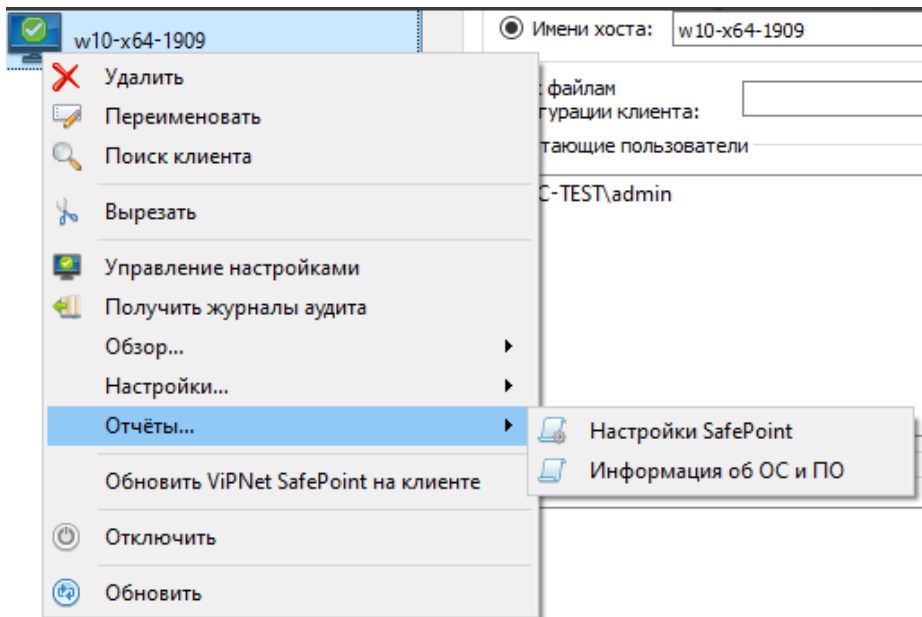 w10-x64-1909
Имени хоста: w10-x64-1909
Удалить
файлам
гурации клиента:
Переименовать
Поиск клиента
тающие пользователи
Вырезать
C-TEST\admin
Управление настройками
Получить журналы аудита
Обзор...
Настройки...
Отчёты...
Настройки SafePoint
Информация об ОС и ПО
Обновить ViPNet SafePoint на клиенте
Отключить
Обновить